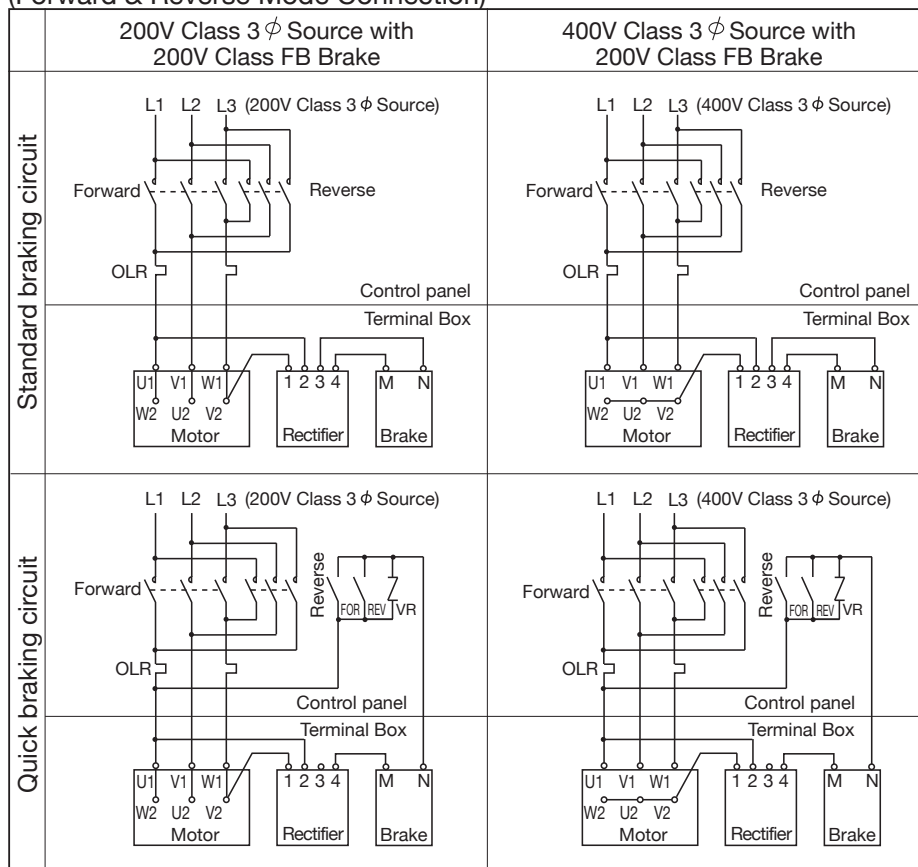 (Forward & Reverse Mode Connection)
200V Class 3 ϕ Source with
200V Class FB Brake
400V Class 3 ϕ Source with
200V Class FB Brake
Standard braking circuit
L1 L2 L3 (200V Class 3 ϕ Source)
Forward Reverse
OLR
Control panel
Terminal Box
U1 V1 W1 1 2 3 4 M N
W2 U2 V2
Motor Rectifier Brake
L1 L2 L3 (400V Class 3 ϕ Source)
Forward Reverse
OLR
Control panel
Terminal Box
U1 V1 W1 1 2 3 4 M N
W2 U2 V2
Motor Rectifier Brake
Quick braking circuit
L1 L2 L3 (200V Class 3 ϕ Source)
Forward Reverse
FOR REV VR
OLR
Control panel
Terminal Box
U1 V1 W1 1 2 3 4 M N
W2 U2 V2
Motor Rectifier Brake
L1 L2 L3 (400V Class 3 ϕ Source)
Forward Reverse
FOR REV VR
OLR
Control panel
Terminal Box
U1 V1 W1 1 2 3 4 M N
W2 U2 V2
Motor Rectifier Brake